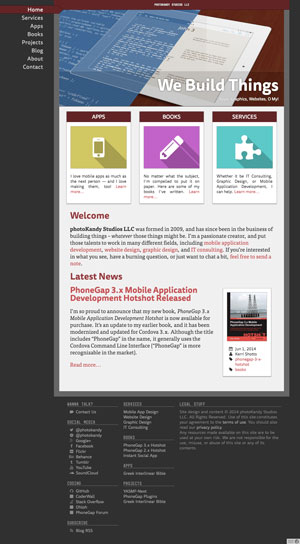 PHOTOKANDY STUDIOS LLC
Home
Services
Apps
Books
Projects
Blog
About
Contact
We Build Things
Graphics, Websites, O My!
APPS
BOOKS
SERVICES
I love mobile apps as much as the next person — and I love making them, too! Learn more...
No matter what the subject, I'm compelled to put it on paper. Here are some of my books I've written. Learn more...
Whether it be IT Consulting, Graphic Design, or Mobile Application Development, I can help. Learn more...
Welcome
photoKandy Studios LLC was formed in 2009, and has since been in the business of
building things – whatever those things might be. I'm a passionate creator, and put
those talents to work in many different fields, including mobile application
development, website design, graphic design, and IT consulting. If you're interested
in what you see, have a burning question, or just want to chat a bit, feel free to send a
note.
Latest News
PhoneGap 3.x Mobile Application
Development Hotshot Released
I'm so proud to announce that my new book, PhoneGap 3.x
Mobile Application Development Hotshot is now available for
purchase. It's an update to my earlier book, and it has been
modernized and updated for Cordova 3.x. Although the title
includes "PhoneGap" in the name, it generally uses the
Cordova Command Line Interface ("PhoneGap" is more
recognisable in the market).
Read more...
Jun 1, 2014
Kerri Shotts
phonegap-3-x
hotshot
books
WANNA TALK?
Contact Us
SOCIAL MEDIA
@photokandy
@photokandy
Google+
Facebook
Flickr
Behance
Tumblr
YouTube
SoundCloud
CODING
GitHub
CoderWall
Stack Overflow
Ohloh
PhoneGap Forum
SUBSCRIBE
Blog RSS
SERVICES
Mobile App Design
Website Design
Graphic Design
IT Consulting
BOOKS
PhoneGap 3.x Hotshot
PhoneGap 2.x Hotshot
Instant Social App
APPS
Greek Interlinear Bible
PROJECTS
YASMF-Next
PhoneGap Plugins
Greek Interlinear Bible
LEGAL STUFF
Site design and content © 2014 photoKandy Studios
LLC. Use of this site constitutes your agreement to the terms of use. You should also
read our privacy policy.
Any resources made available on this site are to be
used at your own risk. We are not responsible for the
use, misuse, or abuse of this site or any of its
contents.